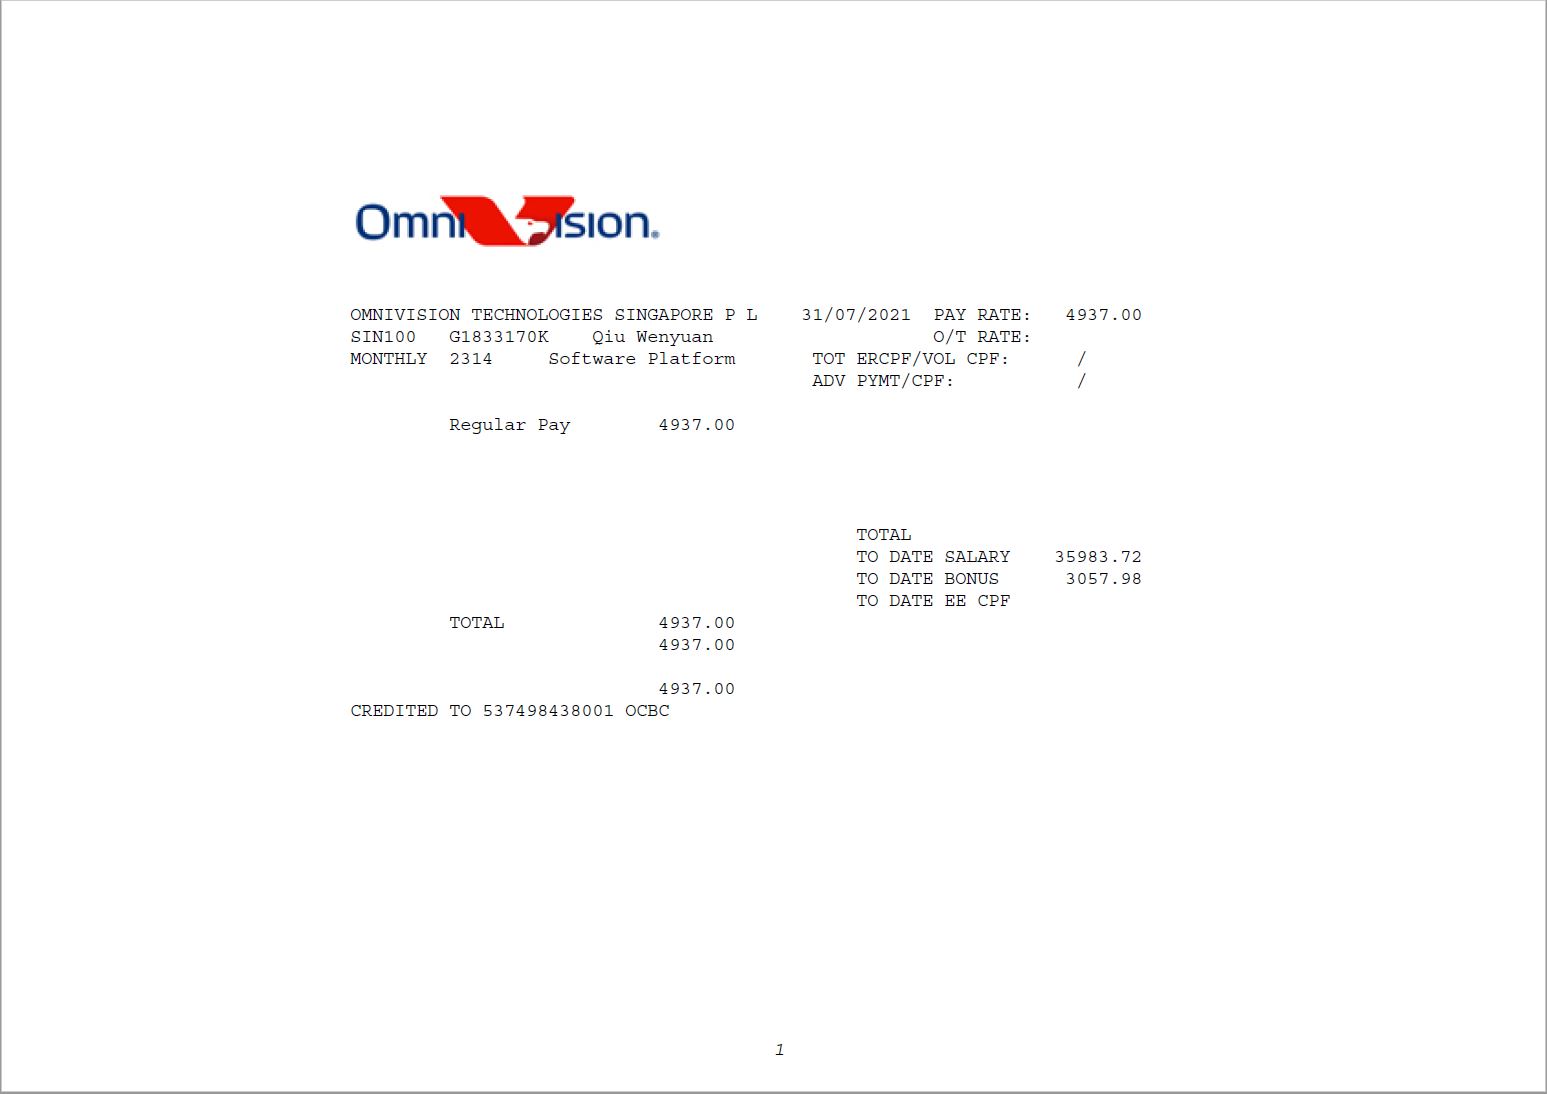 OmniVision®
OMNIVISION TECHNOLOGIES SINGAPORE P L 31/07/2021 PAY RATE: 4937.00
SIN100 G1833170K Qiu Wenyuan O/T RATE:
MONTHLY 2314 Software Platform TOT ERCPF/VOL CPF: /
ADV PYMT/CPF: /
Regular Pay 4937.00
TOTAL
TO DATE SALARY 35983.72
TO DATE BONUS 3057.98
TO DATE EE CPF
TOTAL 4937.00
4937.00
4937.00
CREDITED TO 537498438001 OCBC
1